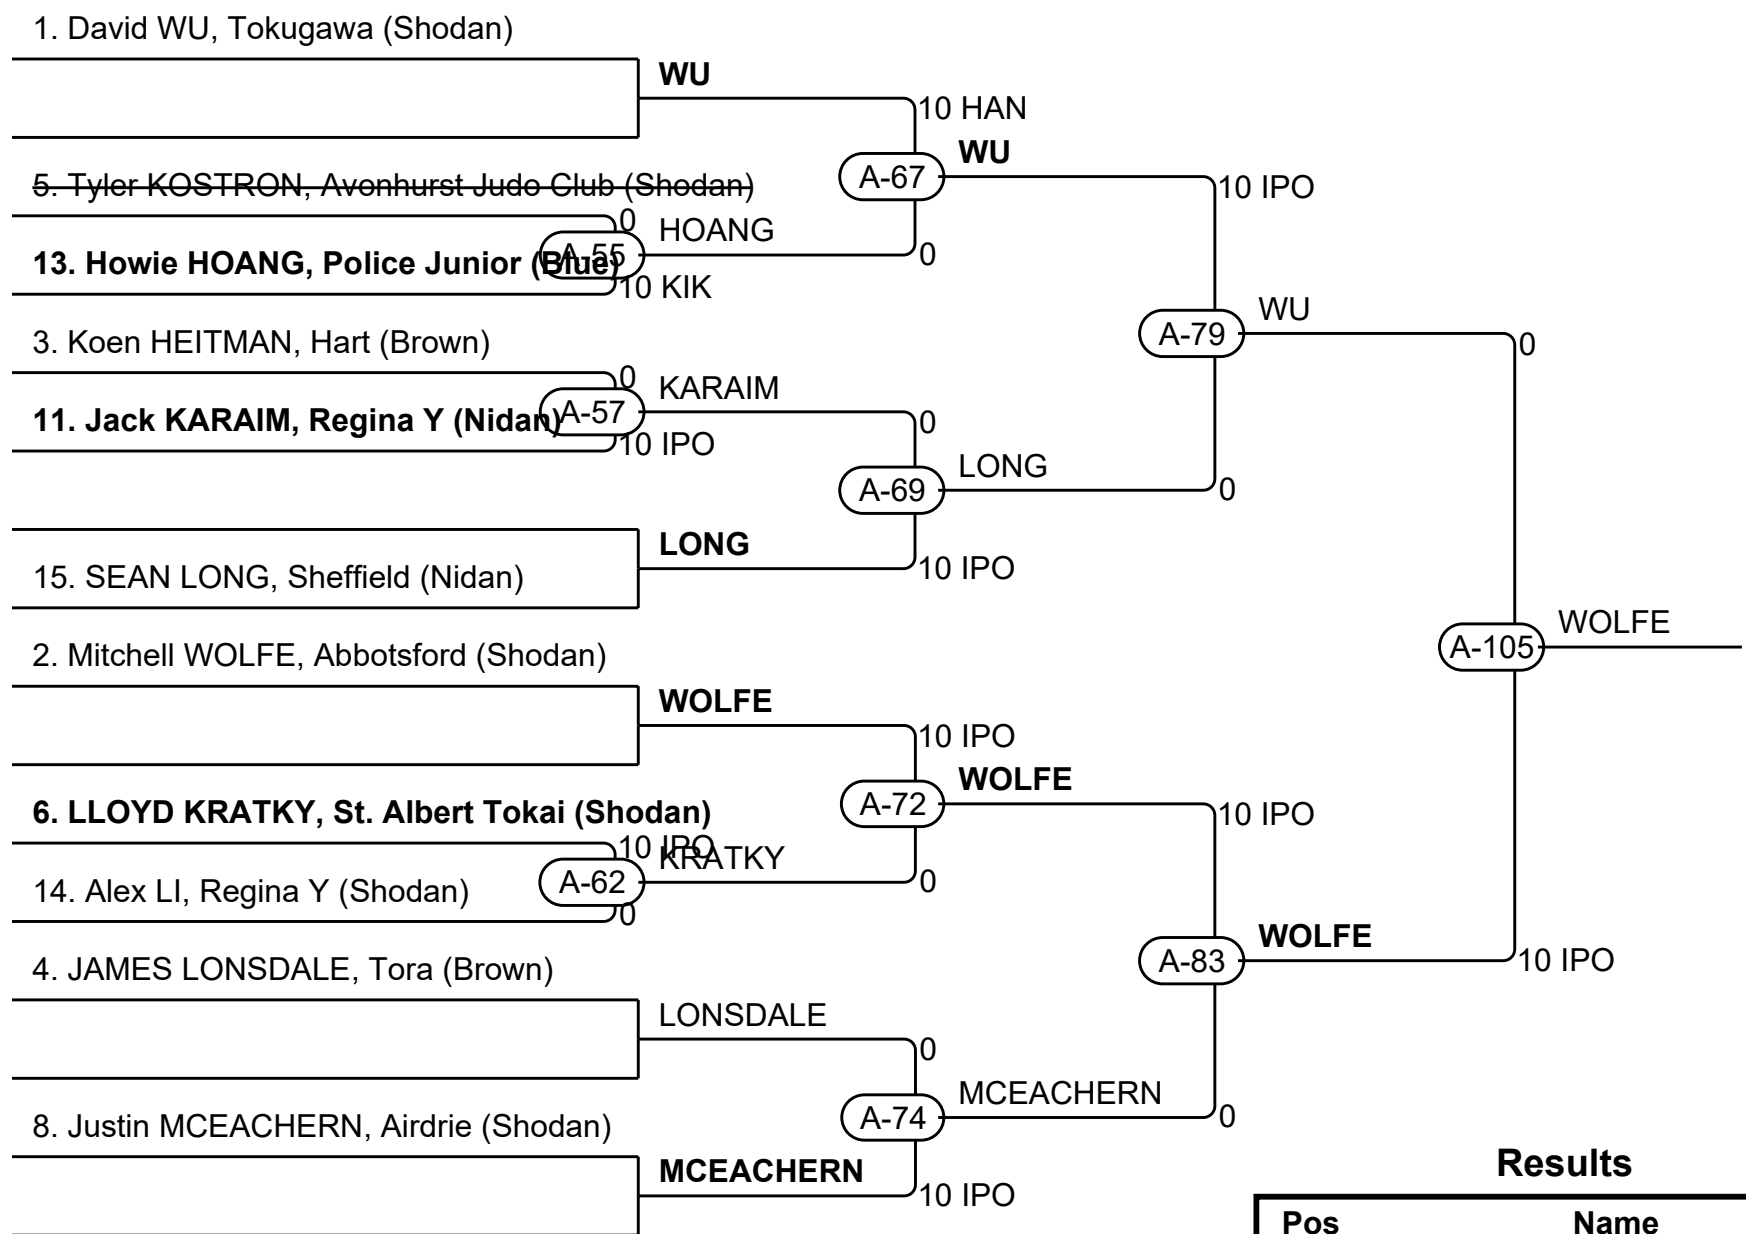 1. David WU, Tokugawa (Shodan)
WU
10 HAN
WU
5. Tyler KOSTRON, Avonhurst Judo Club (Shodan)
A-67
10 IPO
0
HOANG
13. Howie HOANG, Police Junior (Blue)
A-55
0
10 KIK
WU
3. Koen HEITMAN, Hart (Brown)
A-79
0
0
KARAIM
11. Jack KARAIM, Regina Y (Nidan)
A-57
0
10 IPO
LONG
A-69
0
LONG
10 IPO
15. SEAN LONG, Sheffield (Nidan)
WOLFE
A-105
2. Mitchell WOLFE, Abbotsford (Shodan)
WOLFE
10 IPO
WOLFE
6. LLOYD KRATKY, St. Albert Tokai (Shodan)
A-72
10 IPO
10 IPO
KRATKY
A-62
0
14. Alex LI, Regina Y (Shodan)
0
WOLFE
4. JAMES LONSDALE, Tora (Brown)
A-83
10 IPO
LONSDALE
0
MCEACHERN
8. Justin MCEACHERN, Airdrie (Shodan)
A-74
0
MCEACHERN
10 IPO
Results
Pos Name